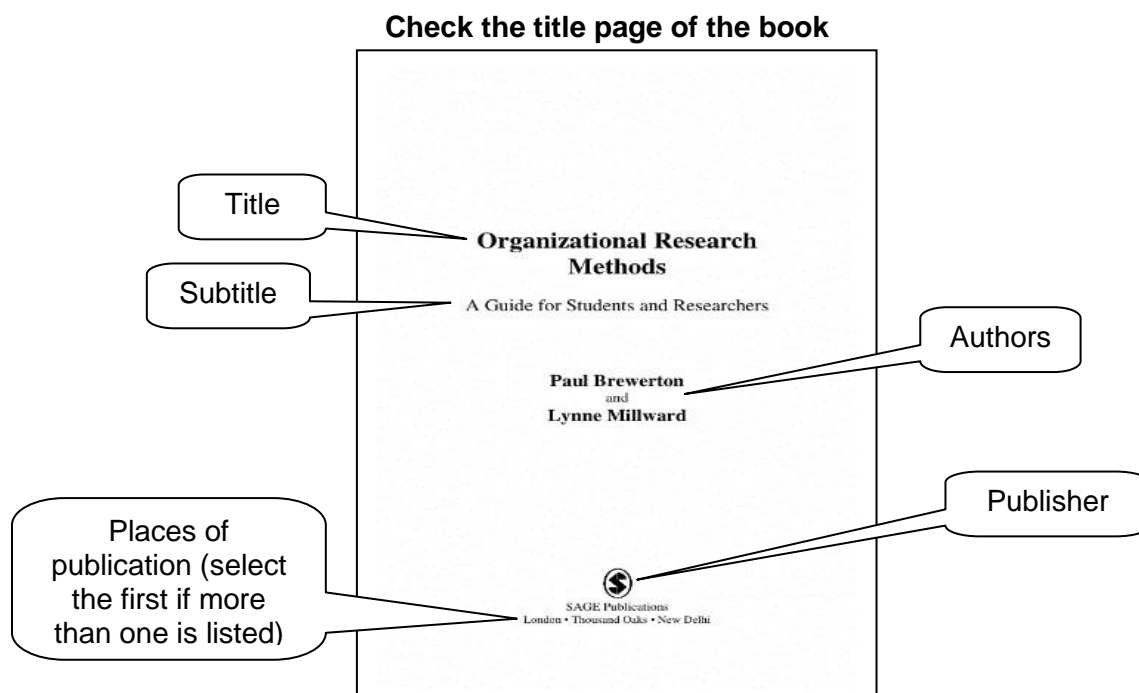 Check the title page of the book
Title
Organizational Research
Methods
Subtitle
A Guide for Students and Researchers
Authors
Paul Brewerton
and
Lynne Millward
Publisher
Places of
publication (select
the first if more
than one is listed)
SAGE Publications
London • Thousand Oaks • New Delhi